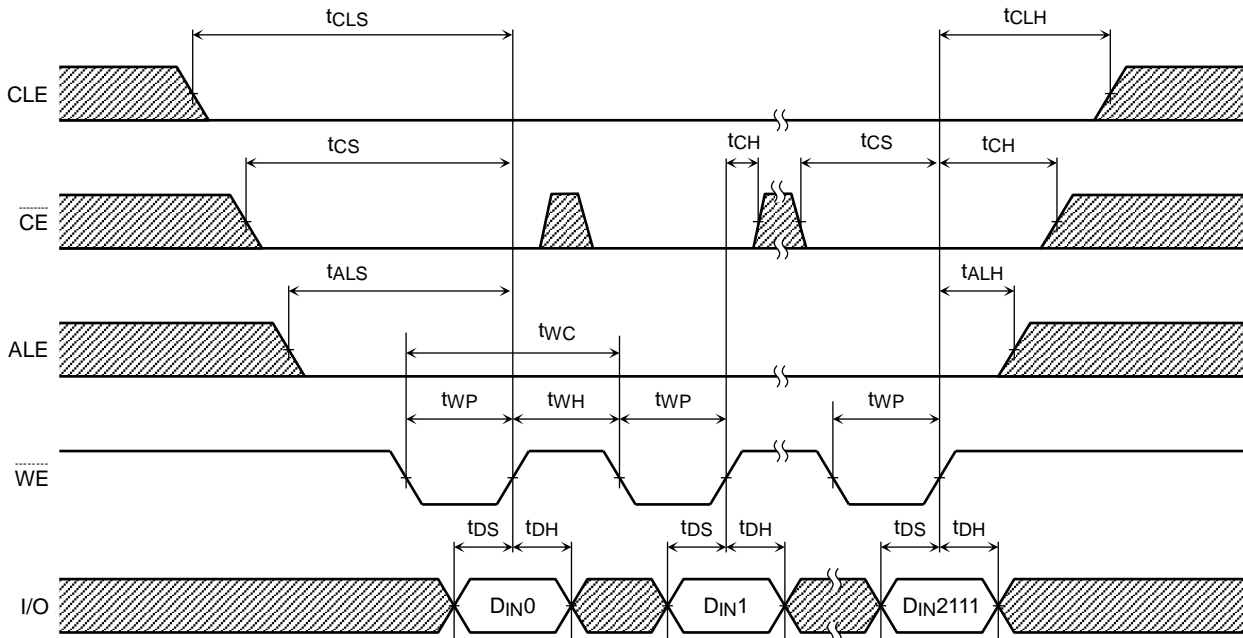 tCLS tCLH
CLE
tCS tCH tCS tCH
CE
tALS tALH
ALE
tWC
tWP tWH tWP tWP
WE
tDS tDH tDS tDH tDS tDH
I/O DIN0 DIN1 DIN2111